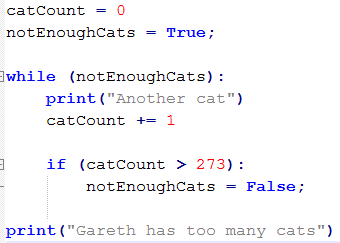 catCount = 0
notEnoughCats = True;
while (notEnoughCats):
print("Another cat")
catCount += 1
if (catCount > 273):
notEnoughCats = False;
print("Gareth has too many cats")